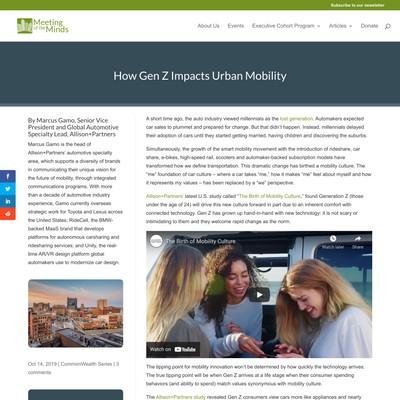 Subscribe to our newsletter
Meeting
of the Minds
About Us
Events
Executive Cohort Program
Articles
Donate
How Gen Z Impacts Urban Mobility
By Marcus Gamo, Senior Vice
President and Global Automotive
Specialty Lead, Allison+Partners
Marcus Gamo is the head of
Allison+Partners' automotive specialty
area, which supports a diversity of brands
in communicating their unique vision for
the future of mobility, through integrated
communications programs. With more
than a decade of automotive industry
experience, Gamo currently oversees
strategic work for Toyota and Lexus across
the United States; RideCell, the BMW-
backed MaaS brand that develops
platforms for autonomous carsharing and
ridesharing services; and Unity, the real-
time AR/VR design platform global
automakers use to modernize car design.
Oct 14, 2019 | CommonWealth Series | 3
comments
A short time ago, the auto industry viewed millennials as the lost generation. Automakers expected
car sales to plummet and prepared for change. But that didn't happen. Instead, millennials delayed
their adoption of cars until they started getting married, having children and discovering the suburbs.
Simultaneously, the growth of the smart mobility movement with the introduction of rideshare, car
share, e-bikes, high-speed rail, scooters and automaker-backed subscription models have
transformed how we define transportation. This dramatic change has birthed a mobility culture. The
"me" foundation of car culture – where a car takes "me," how it makes "me" feel about myself and how
it represents my values – has been replaced by a "we" perspective.
Allison+Partners' latest U.S. study called "The Birth of Mobility Culture," found Generation Z (those
under the age of 24) will drive this new culture forward in part due to an inherent comfort with
connected technology. Gen Z has grown up hand-in-hand with new technology: it is not scary or
intimidating to them and they welcome rapid change as the norm.
The Birth of Mobility Culture
Watch later
Share
Watch on YouTube
The tipping point for mobility innovation won't be determined by how quickly the technology arrives.
The true tipping point will be when Gen Z arrives at a life stage when their consumer spending
behaviors (and ability to spend) match values synonymous with mobility culture.
The Allison+Partners study revealed Gen Z consumers view cars more like appliances and nearly